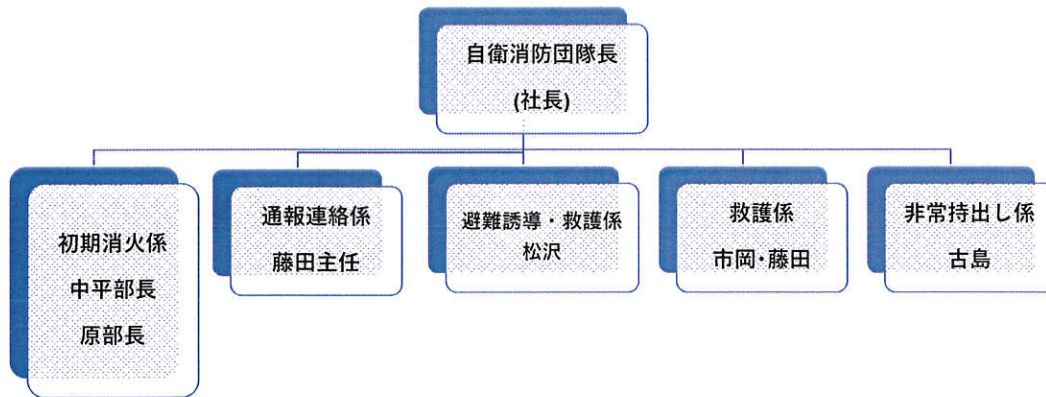 自衛消防団隊長
(社長)
初期消火係
中平部長
原部長
通報連絡係
藤田主任
避難誘導・救護係
松沢
救護係
市岡･藤田
非常持出し係
古島